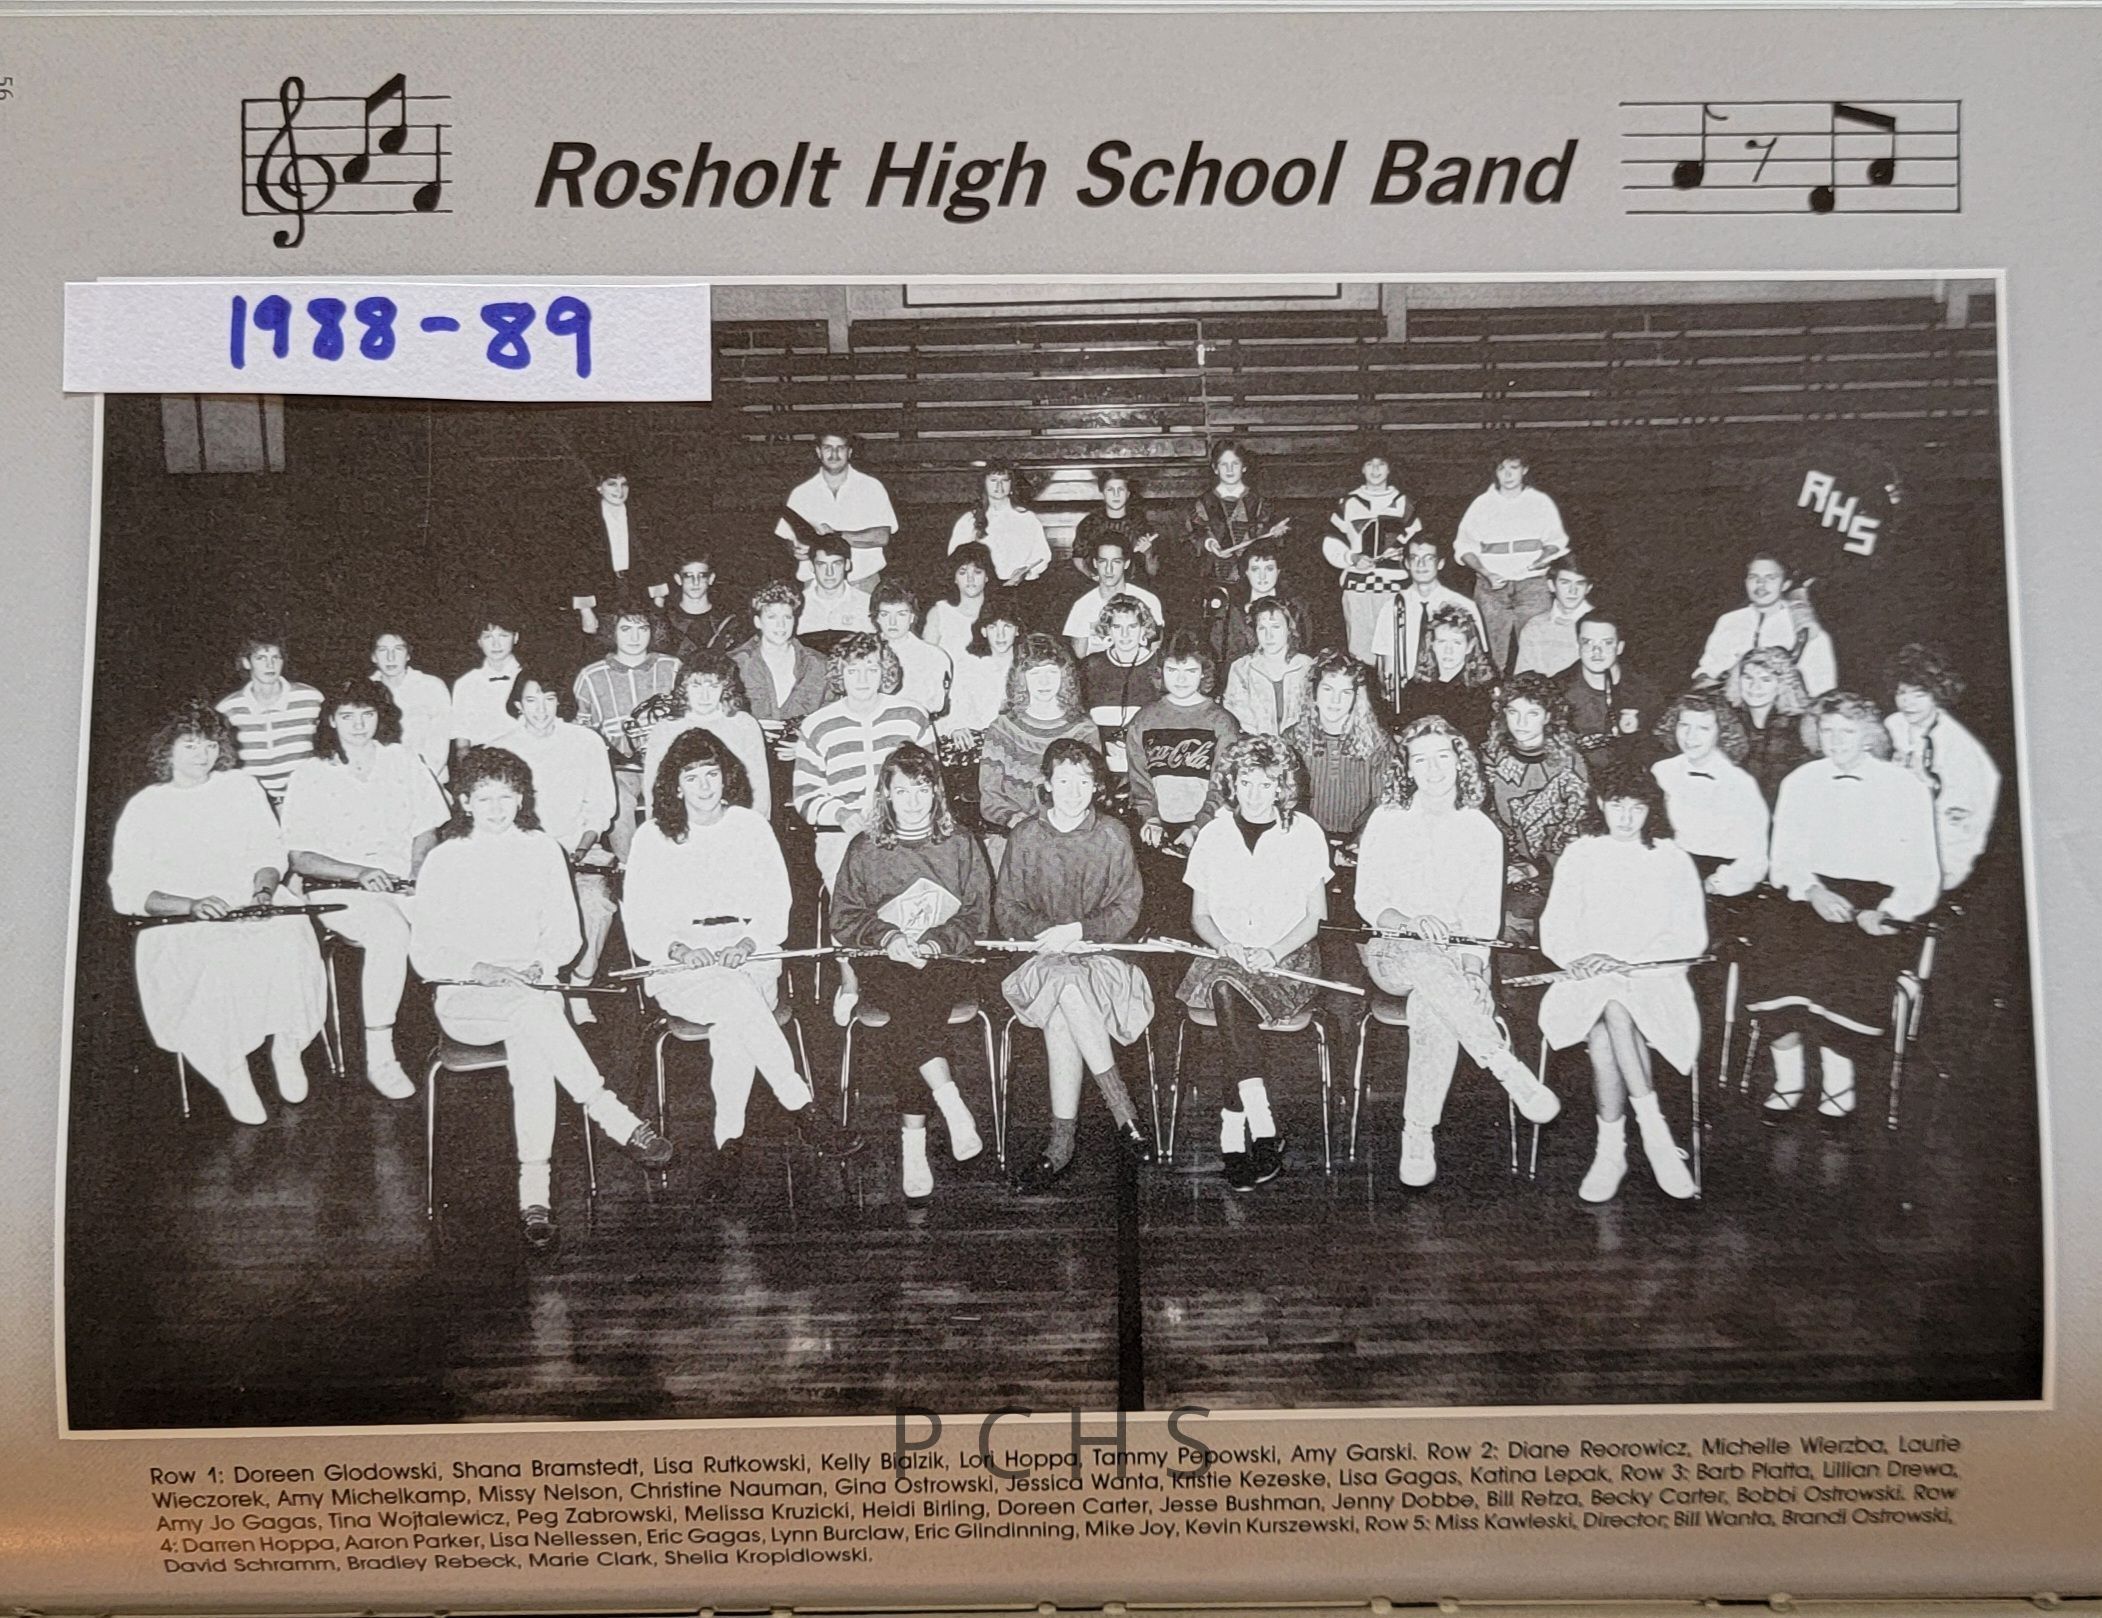 56
Rosholt High School Band
1988-89
RHS
Coca-Cola
PCHS
Row 1: Doreen Glodowski, Shana Bramstedt, Lisa Rutkowski, Kelly Bialzik, Lori Hoppa, Tammy Pepowski, Amy Garski. Row 2: Diane Reorowicz, Michelle Wierzba, Laurie
Wieczorek, Amy Michelkamp, Missy Nelson, Christine Nauman, Gina Ostrowski, Jessica Wanta, Kristie Kezeske, Lisa Gagas, Katina Lepak, Row 3: Barb Platta, Lillian Drewa,
Amy Jo Gagas, Tina Wojtalewicz, Peg Zabrowski, Melissa Kruzicki, Heidi Birling, Doreen Carter, Jesse Bushman, Jenny Dobbe, Bill Retza, Becky Carter, Bobbi Ostrowski. Row
4: Darren Hoppa, Aaron Parker, Lisa Nellessen, Eric Gagas, Lynn Burclaw, Eric Glindinning, Mike Joy, Kevin Kurszewski, Row 5: Miss Kawleski, Director, Bill Wanta, Brandi Ostrowski,
David Schramm, Bradley Rebeck, Marie Clark, Shelia Kropidlowski.